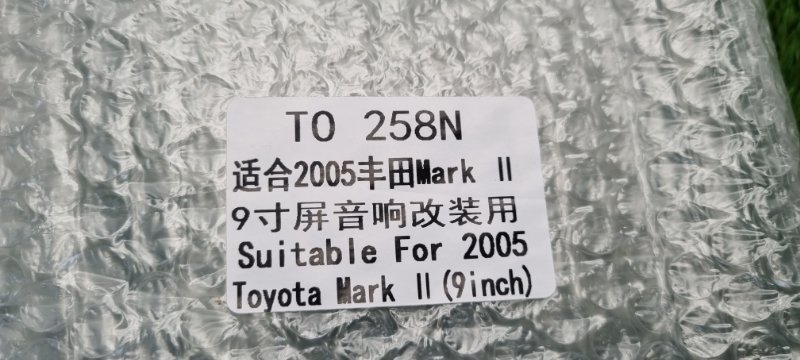 TO 258N
适合2005丰田Mark Ⅱ
9寸屏音响改装用
Suitable For 2005
Toyota Mark Ⅱ(9inch)